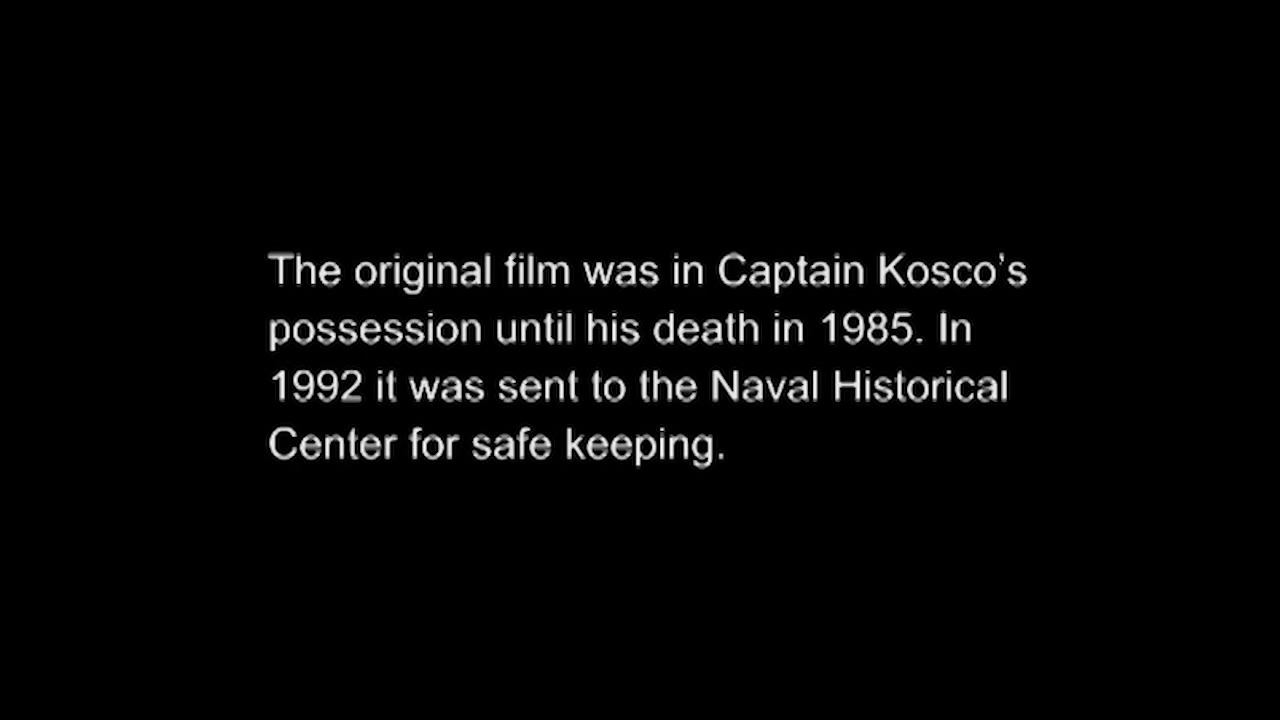 The original film was in Captain Kosco’s
possession until his death in 1985. In
1992 it was sent to the Naval Historical
Center for safe keeping.